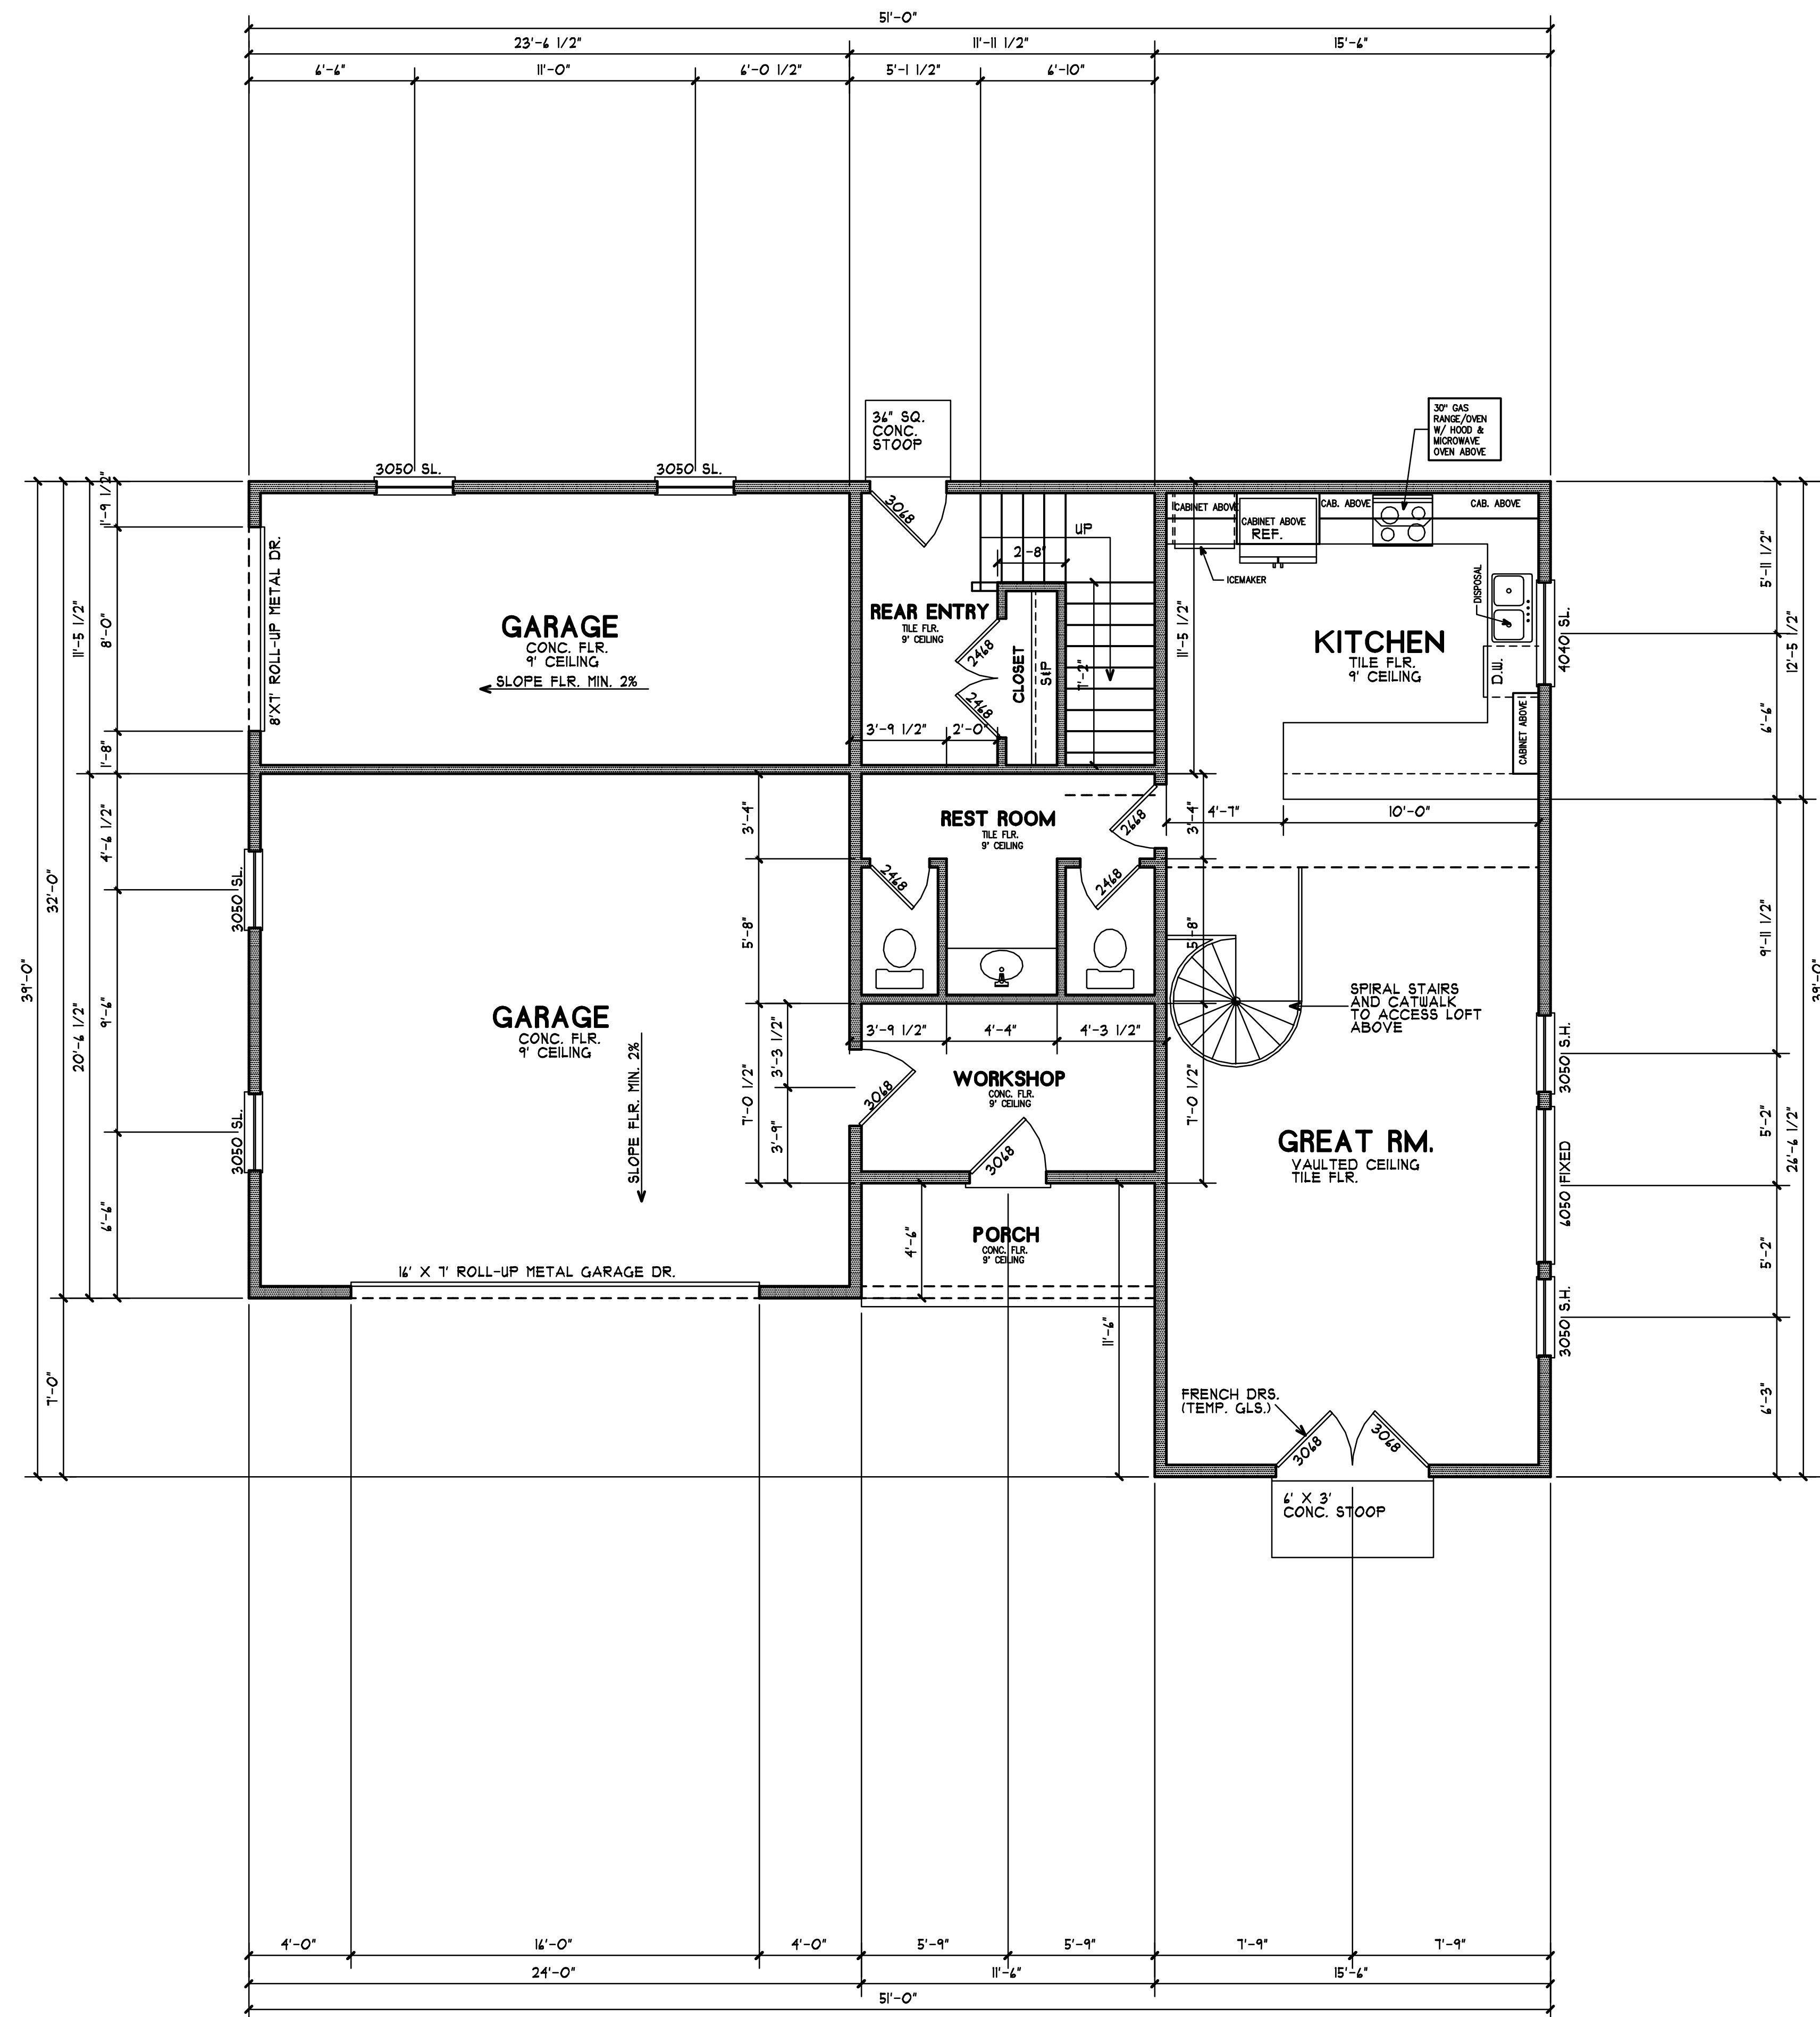 51'-0"
23'-6 1/2"
11'-11 1/2"
15'-6"
6'-6"
11'-0"
6'-0 1/2"
5'-1 1/2"
6'-10"
36" SQ.
CONC.
STOOP
30" GAS
RANGE/OVEN
W/ HOOD &
MICROWAVE
OVEN ABOVE
3050 SL.
3050 SL.
3068
UP
2'-8"
CABINET ABOVE
CABINET ABOVE
REF.
CAB. ABOVE
CAB. ABOVE
ICEMAKER
DISPOSAL
8'X7' ROLL-UP METAL DR.
GARAGE
CONC. FLR.
9' CEILING
SLOPE FLR. MIN. 2%
REAR ENTRY
TILE FLR.
9' CEILING
2468
2468
CLOSET
S&P
7'-2"
11'-5 1/2"
KITCHEN
TILE FLR.
9' CEILING
D.W.
CABINET ABOVE
4040 SL.
3'-9 1/2"
2'-0"
1'-9 1/2"
8'-0"
1'-8"
11'-5 1/2"
4'-6 1/2"
9'-6"
6'-6"
20'-6 1/2"
32'-0"
7'-0"
39'-0"
5'-11 1/2"
6'-6"
12'-5 1/2"
9'-11 1/2"
5'-2"
5'-2"
6'-3"
26'-6 1/2"
39'-0"
3'-4"
REST ROOM
TILE FLR.
9' CEILING
2668
3'-4"
4'-7"
10'-0"
3050 SL.
2468
2468
5'-8"
5'-8"
GARAGE
CONC. FLR.
9' CEILING
SLOPE FLR. MIN. 2%
3'-9 1/2"
4'-4"
4'-3 1/2"
3'-3 1/2"
7'-0 1/2"
3'-9"
7'-0 1/2"
SPIRAL STAIRS
AND CATWALK
TO ACCESS LOFT
ABOVE
3050 S.H.
3068
WORKSHOP
CONC. FLR.
9' CEILING
3068
3050 SL.
GREAT RM.
VAULTED CEILING
TILE FLR.
6050 FIXED
PORCH
CONC. FLR.
9' CEILING
4'-6"
11'-6"
16' X 7' ROLL-UP METAL GARAGE DR.
3050 S.H.
FRENCH DRS.
(TEMP. GLS.)
3068
3068
6' X 3'
CONC. STOOP
4'-0"
16'-0"
4'-0"
5'-9"
5'-9"
7'-9"
7'-9"
24'-0"
11'-6"
15'-6"
51'-0"